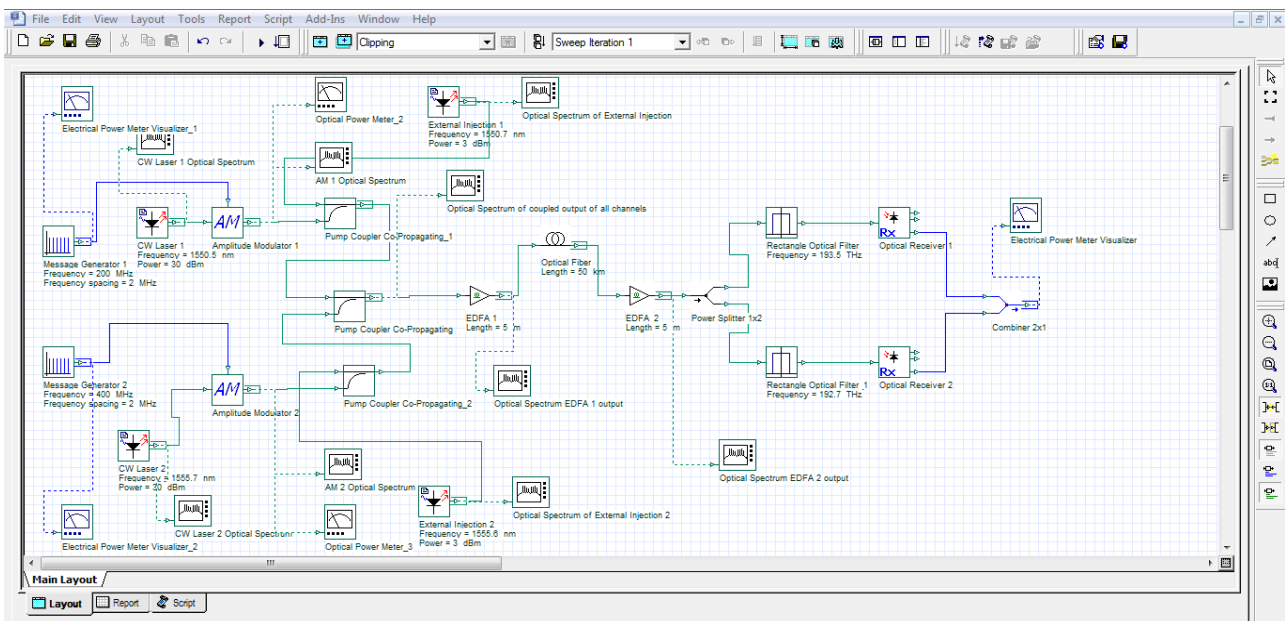 File Edit View Layout Tools Report Script Add-Ins Window Help
Clipping
Sweep Iteration 1
Electrical Power Meter Visualizer_1
CW Laser 1 Optical Spectrum
Optical Power Meter_2
External Injection 1
Frequency = 1550.7 nm
Power = 3 dBm
Optical Spectrum of External Injection
AM 1 Optical Spectrum
Optical Spectrum of coupled output of all channels
Message Generator 1
Frequency = 200 MHz
Frequency spacing = 2 MHz
CW Laser 1
Frequency = 1550.5 nm
Power = 30 dBm
AM
Amplitude Modulator 1
Pump Coupler Co-Propagating_1
Optical Fiber
Length = 50 km
Rectangle Optical Filter
Frequency = 193.5 THz
Rx
Optical Receiver 1
Electrical Power Meter Visualizer
Pump Coupler Co-Propagating
EDFA 1
Length = 5 m
EDFA 2
Length = 5 m
Power Splitter 1x2
Combiner 2x1
Message Generator 2
Frequency = 400 MHz
Frequency spacing = 2 MHz
AM
Amplitude Modulator 2
Pump Coupler Co-Propagating_2
Optical Spectrum EDFA 1 output
Rectangle Optical Filter_1
Frequency = 192.7 THz
Rx
Optical Receiver 2
CW Laser 2
Frequency = 1555.7 nm
Power = 30 dBm
AM 2 Optical Spectrum
Optical Spectrum EDFA 2 output
CW Laser 2 Optical Spectrum
External Injection 2
Frequency = 1555.6 nm
Power = 3 dBm
Optical Spectrum of External Injection 2
Electrical Power Meter Visualizer_2
Optical Power Meter_3
Main Layout
Layout Report Script
abc